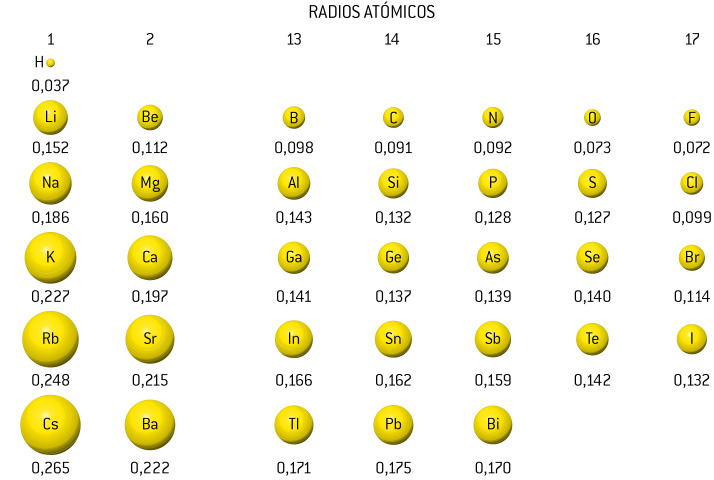 RADIOS ATÓMICOS
1 2 13 14 15 16 17
H
0,037
Li Be B C N O F
0,152 0,112 0,098 0,091 0,092 0,073 0,072
Na Mg Al Si P S Cl
0,186 0,160 0,143 0,132 0,128 0,127 0,099
K Ca Ga Ge As Se Br
0,227 0,197 0,141 0,137 0,139 0,140 0,114
Rb Sr In Sn Sb Te I
0,248 0,215 0,166 0,162 0,159 0,142 0,132
Cs Ba Tl Pb Bi
0,265 0,222 0,171 0,175 0,170